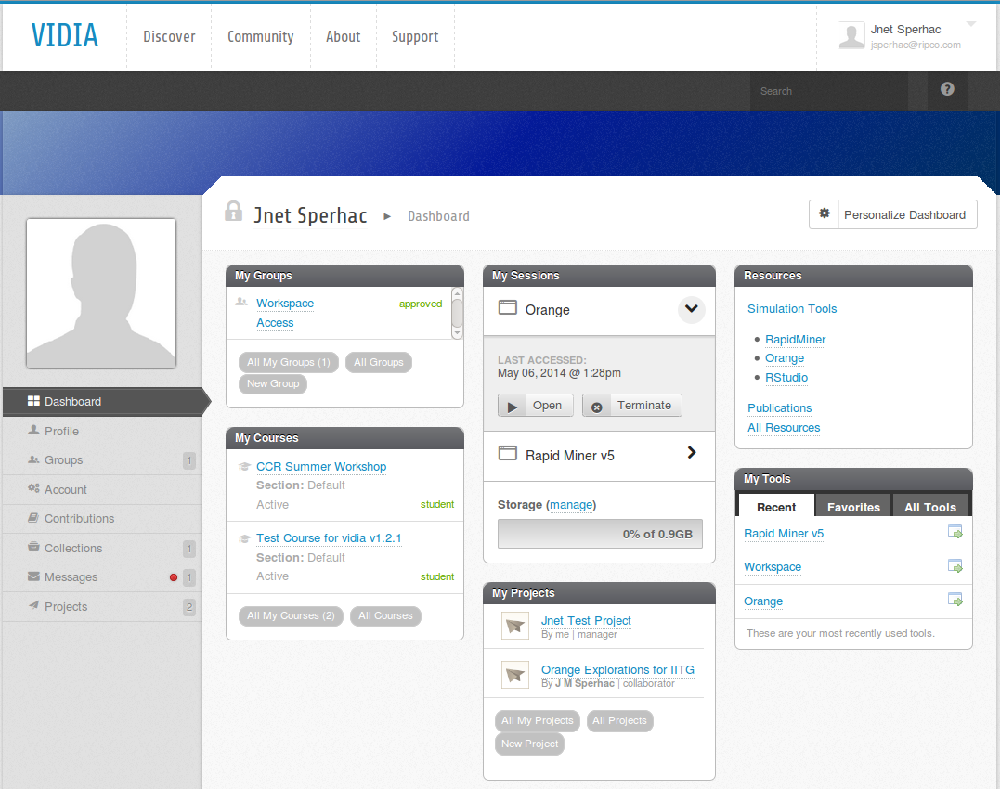 VIDIA
Discover
Community
About
Support
Jnet Sperhac
jsperhac@ripco.com
Search
?
Jnet Sperhac
Dashboard
Personalize Dashboard
Dashboard
Profile
Groups 1
Account
Contributions
Collections 1
Messages 1
Projects 2
My Groups
Workspace approved
Access
All My Groups (1) All Groups
New Group
My Courses
CCR Summer Workshop
Section: Default
Active student
Test Course for vidia v1.2.1
Section: Default
Active student
All My Courses (2) All Courses
My Sessions
Orange
LAST ACCESSED:
May 06, 2014 @ 1:28pm
Open Terminate
Rapid Miner v5
Storage (manage)
0% of 0.9GB
My Projects
Jnet Test Project
By me | manager
Orange Explorations for IITG
By J M Sperhac | collaborator
All My Projects All Projects
New Project
Resources
Simulation Tools
RapidMiner
Orange
RStudio
Publications
All Resources
My Tools
Recent Favorites All Tools
Rapid Miner v5
Workspace
Orange
These are your most recently used tools.